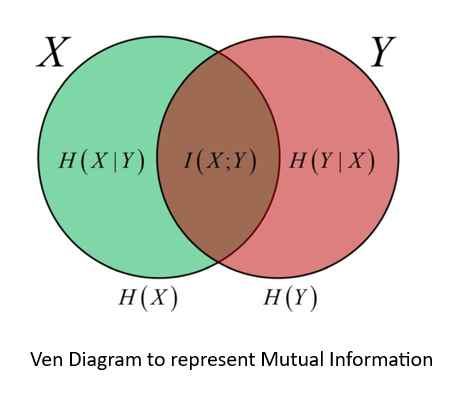 X Y
H(X|Y) I(X;Y) H(Y|X)
H(X) H(Y)
Ven Diagram to represent Mutual Information